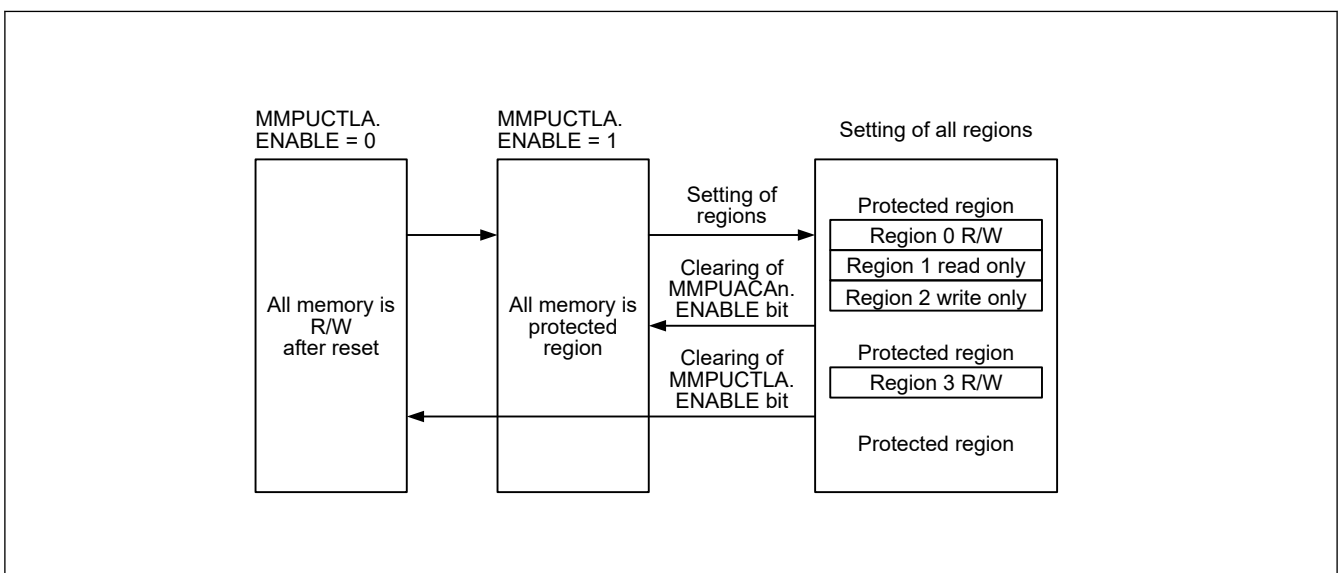 MMPUCTLA.
ENABLE = 0
All memory is
R/W
after reset
MMPUCTLA.
ENABLE = 1
All memory is
protected
region
Setting of
regions
Clearing of
MMPUACAn.
ENABLE bit
Clearing of
MMPUCTLA.
ENABLE bit
Setting of all regions
Protected region
Region 0 R/W
Region 1 read only
Region 2 write only
Protected region
Region 3 R/W
Protected region